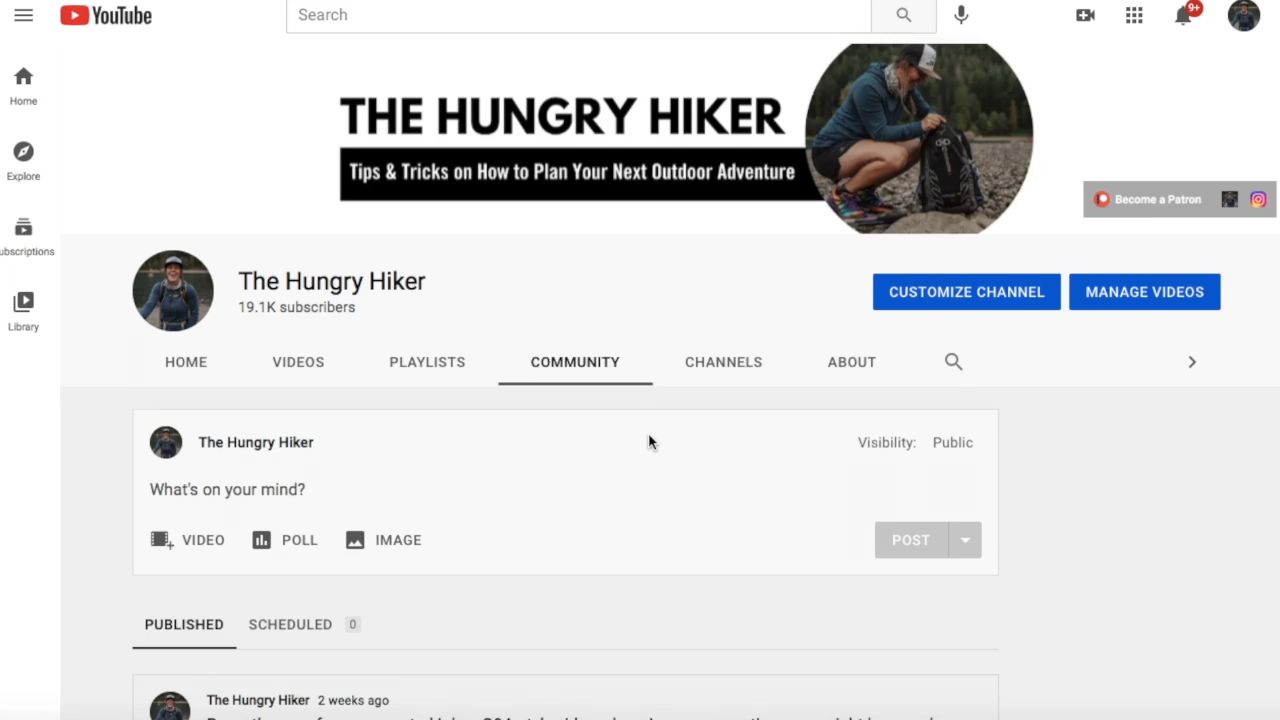 YouTube
Search
9+
Home
Explore
ubscriptions
Library
THE HUNGRY HIKER
Tips & Tricks on How to Plan Your Next Outdoor Adventure
Become a Patron
The Hungry Hiker
19.1K subscribers
CUSTOMIZE CHANNEL
MANAGE VIDEOS
HOME VIDEOS PLAYLISTS COMMUNITY CHANNELS ABOUT
The Hungry Hiker
Visibility: Public
What's on your mind?
VIDEO POLL IMAGE
POST
PUBLISHED SCHEDULED 0
The Hungry Hiker 2 weeks ago